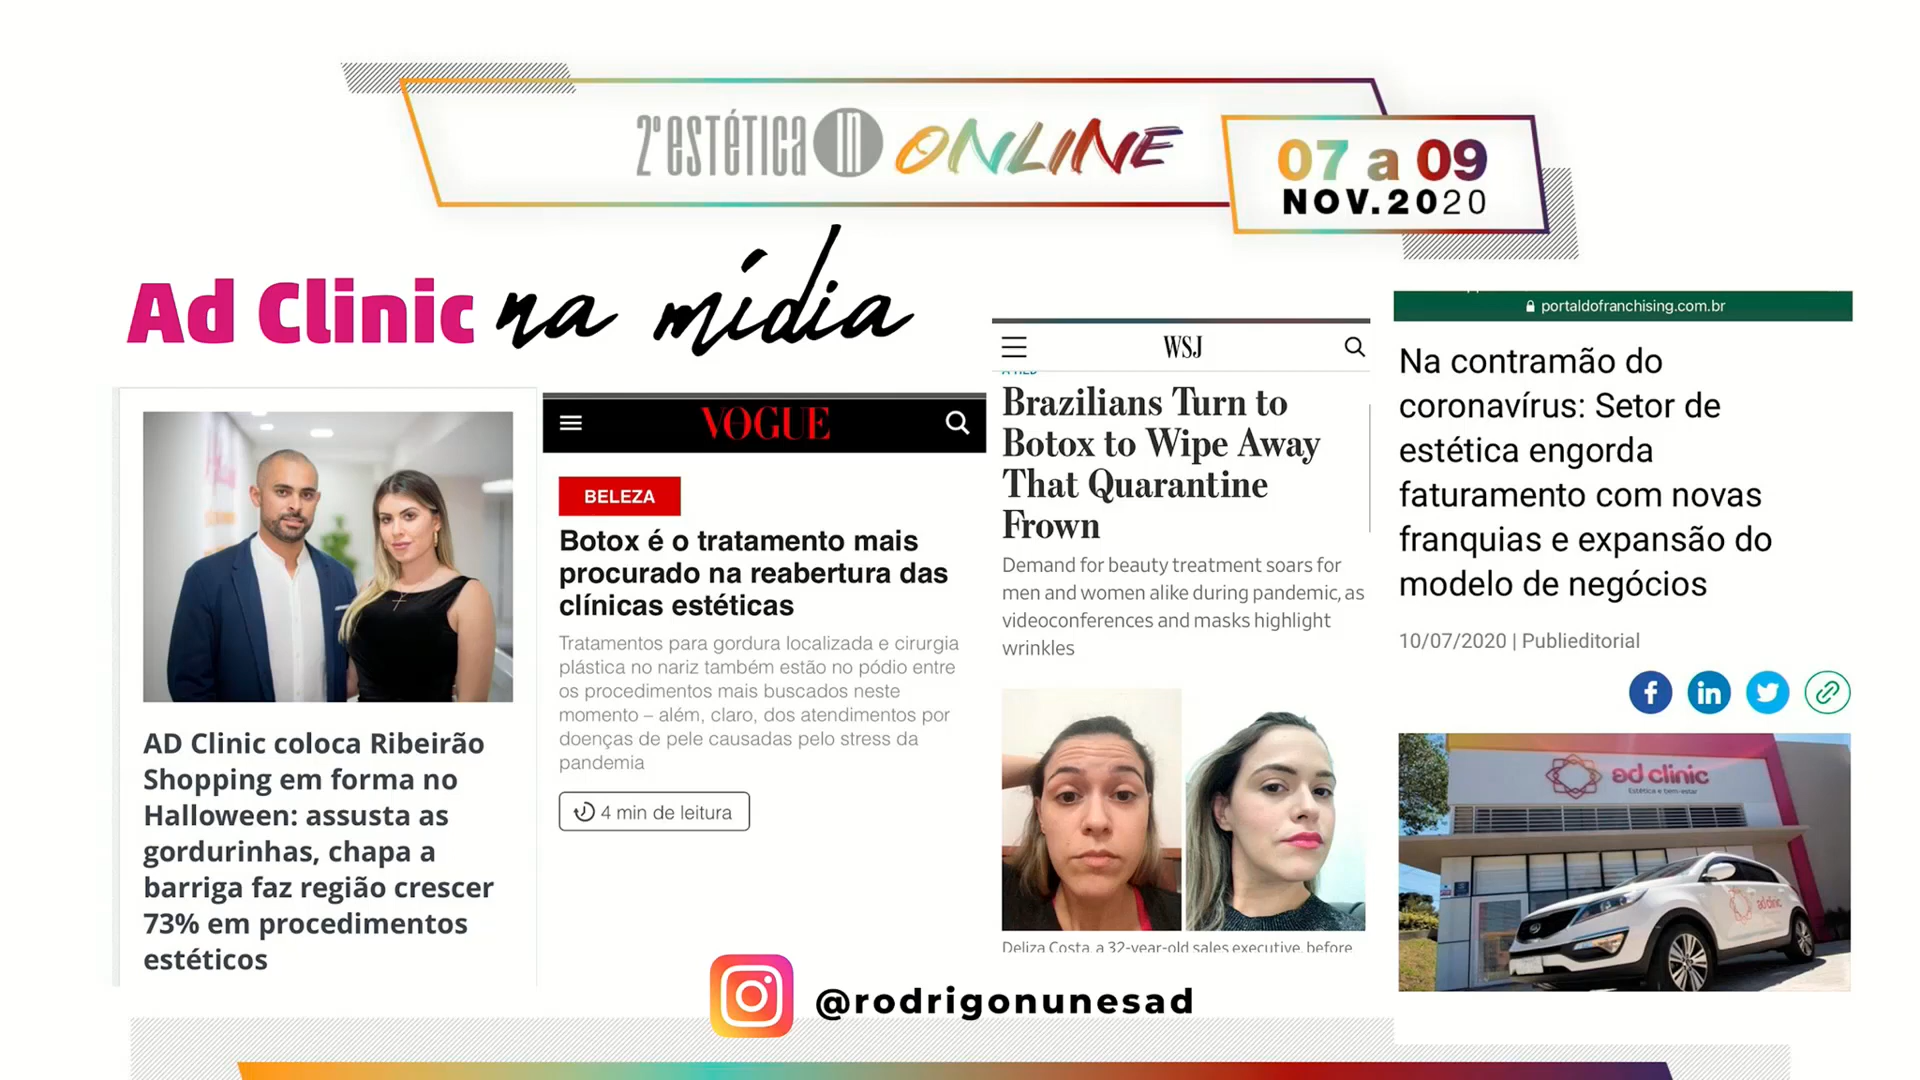 2ª estética in ONLINE
07 a 09
NOV.2020
Ad Clinic na mídia
AD Clinic coloca Ribeirão
Shopping em forma no
Halloween: assusta as
gordurinhas, chapa a
barriga faz região crescer
73% em procedimentos
estéticos
VOGUE
BELEZA
Botox é o tratamento mais
procurado na reabertura das
clínicas estéticas
Tratamentos para gordura localizada e cirurgia
plástica no nariz também estão no pódio entre
os procedimentos mais buscados neste
momento – além, claro, dos atendimentos por
doenças de pele causadas pelo stress da
pandemia
4 min de leitura
WSJ
Brazilians Turn to
Botox to Wipe Away
That Quarantine
Frown
Demand for beauty treatment soars for
men and women alike during pandemic, as
videoconferences and masks highlight
wrinkles
Deliza Costa, a 32-year-old sales executive, before
portaldofranchising.com.br
Na contramão do
coronavírus: Setor de
estética engorda
faturamento com novas
franquias e expansão do
modelo de negócios
10/07/2020 | Publieditorial
ad clinic
Estética e bem-estar
ad clinic
@rodrigonunesad